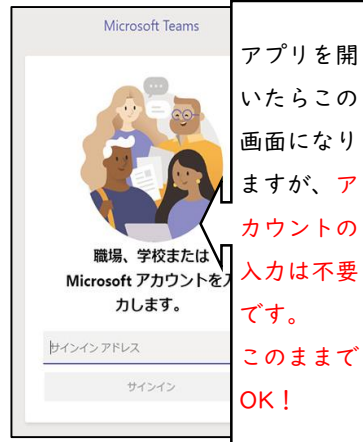 Microsoft Teams
職場、学校または
Microsoft アカウントを入
力します。
サインイン アドレス
サインイン
アプリを開
いたらこの
画面になり
ますが、ア
カウントの
入力は不要
です。
このままで
OK！